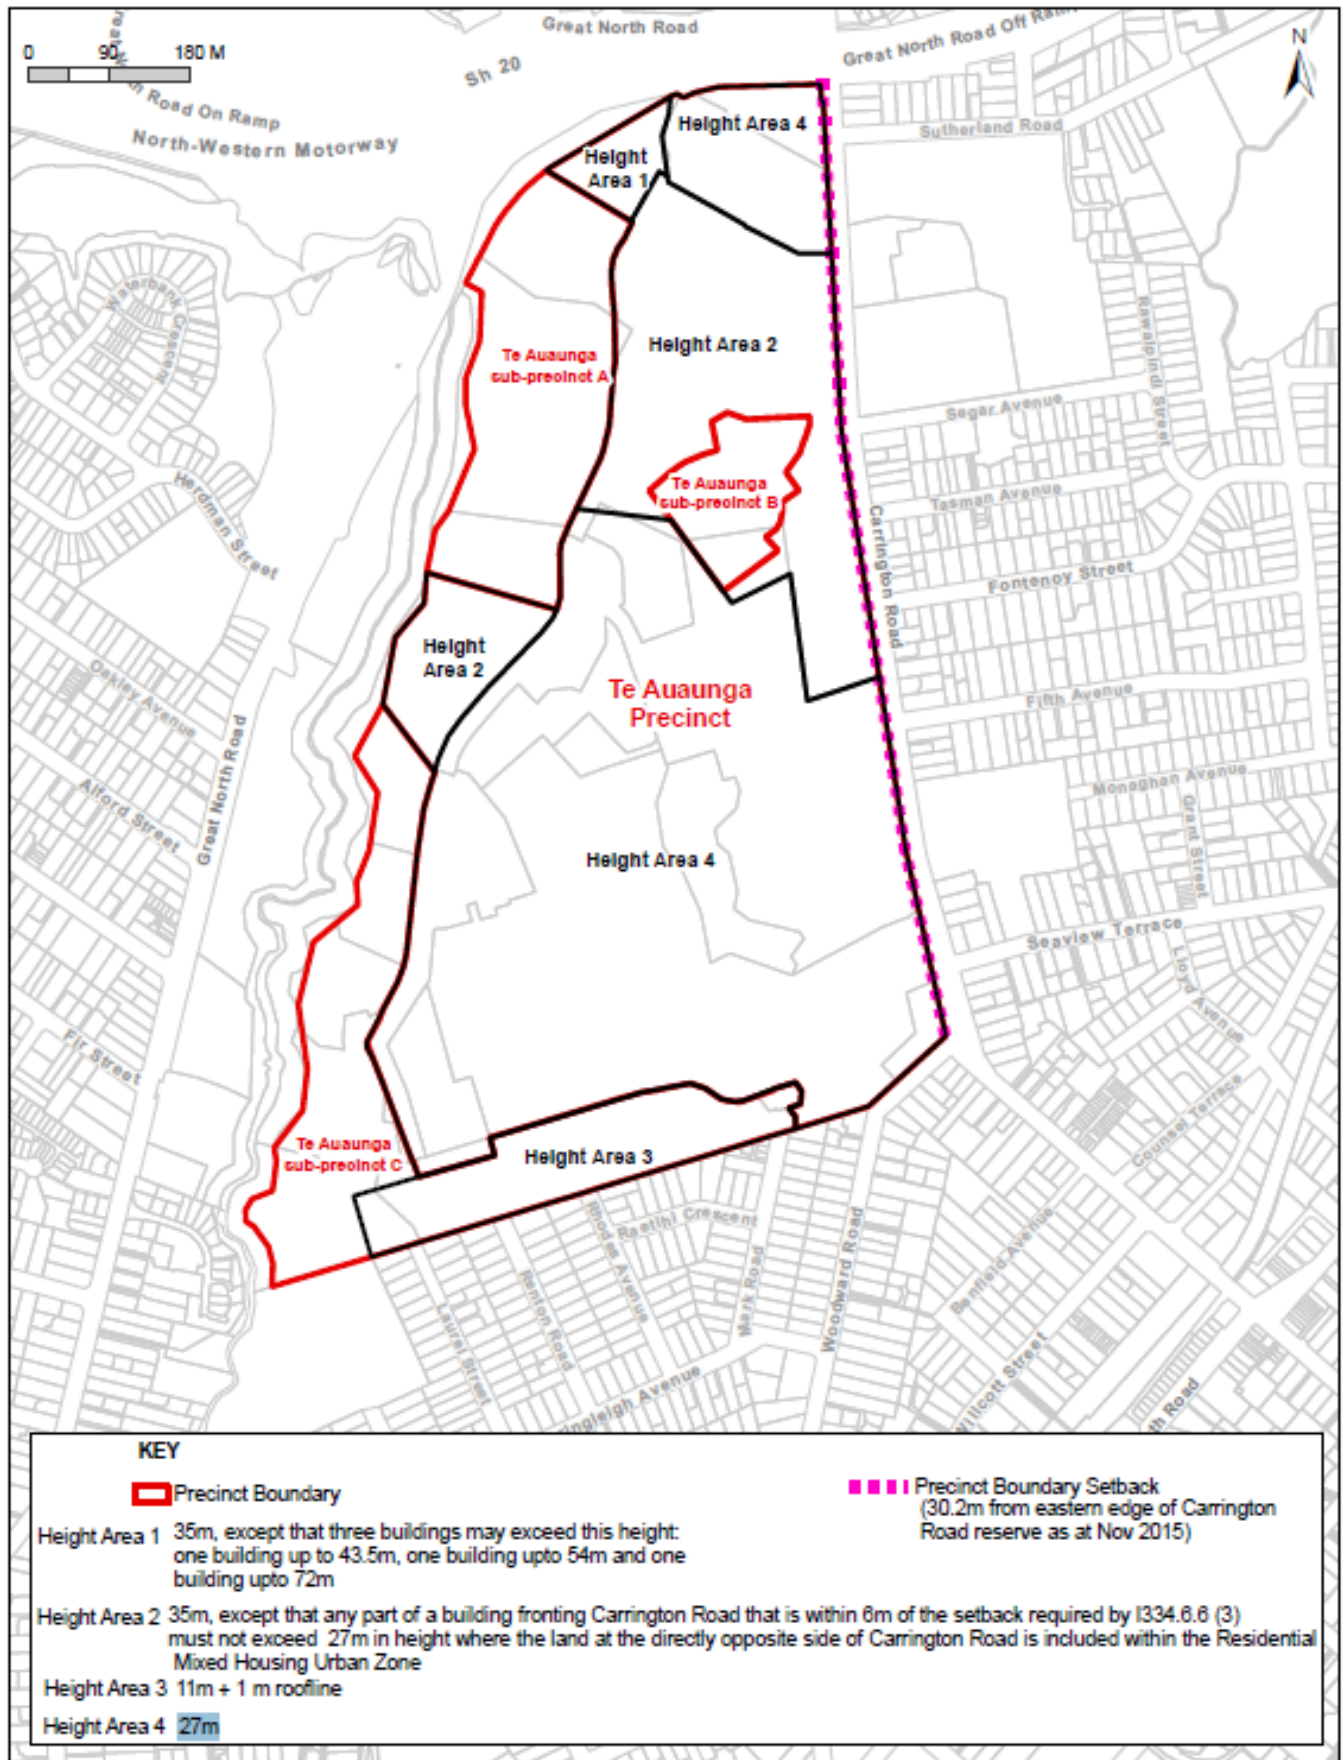 Great North Road
Great North Road Off Ramp
0 90 180 M
Sh 20
N
Road On Ramp
North-Western Motorway
Height Area 4
Sutherland Road
Height
Area 1
Waterbank Crescent
Rawalpindi Street
Te Auaunga
sub-precinct A
Height Area 2
Segar Avenue
Te Auaunga
sub-precinct B
Tasman Avenue
Herdman Street
Carrington Road
Fontenoy Street
Height
Area 2
Oakley Avenue
Te Auaunga
Precinct
Fifth Avenue
Great North Road
Alford Street
Monaghan Avenue
Grant Street
Height Area 4
Seaview Terrace
Lloyd Avenue
Fir Street
Counsel Terrace
Te Auaunga
sub-precinct C
Height Area 3
Rhodes Avenue
Raetihi Crescent
Benfield Avenue
Mark Road
Woodward Road
Renton Road
Laurel Street
Willcott Street
Road
KEY
Precinct Boundary
Precinct Boundary Setback
(30.2m from eastern edge of Carrington
Road reserve as at Nov 2015)
Height Area 1 35m, except that three buildings may exceed this height:
one building up to 43.5m, one building upto 54m and one
building upto 72m
Height Area 2 35m, except that any part of a building fronting Carrington Road that is within 6m of the setback required by I334.6.6 (3)
must not exceed 27m in height where the land at the directly opposite side of Carrington Road is included within the Residential
Mixed Housing Urban Zone
Height Area 3 11m + 1 m roofline
Height Area 4 27m